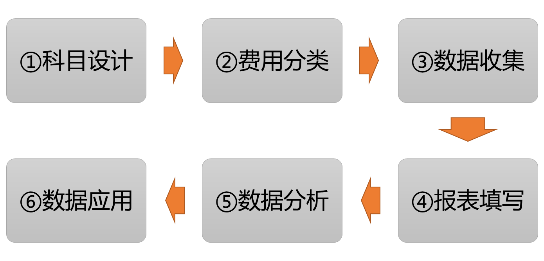 ①科目设计
②费用分类
③数据收集
④报表填写
⑤数据分析
⑥数据应用